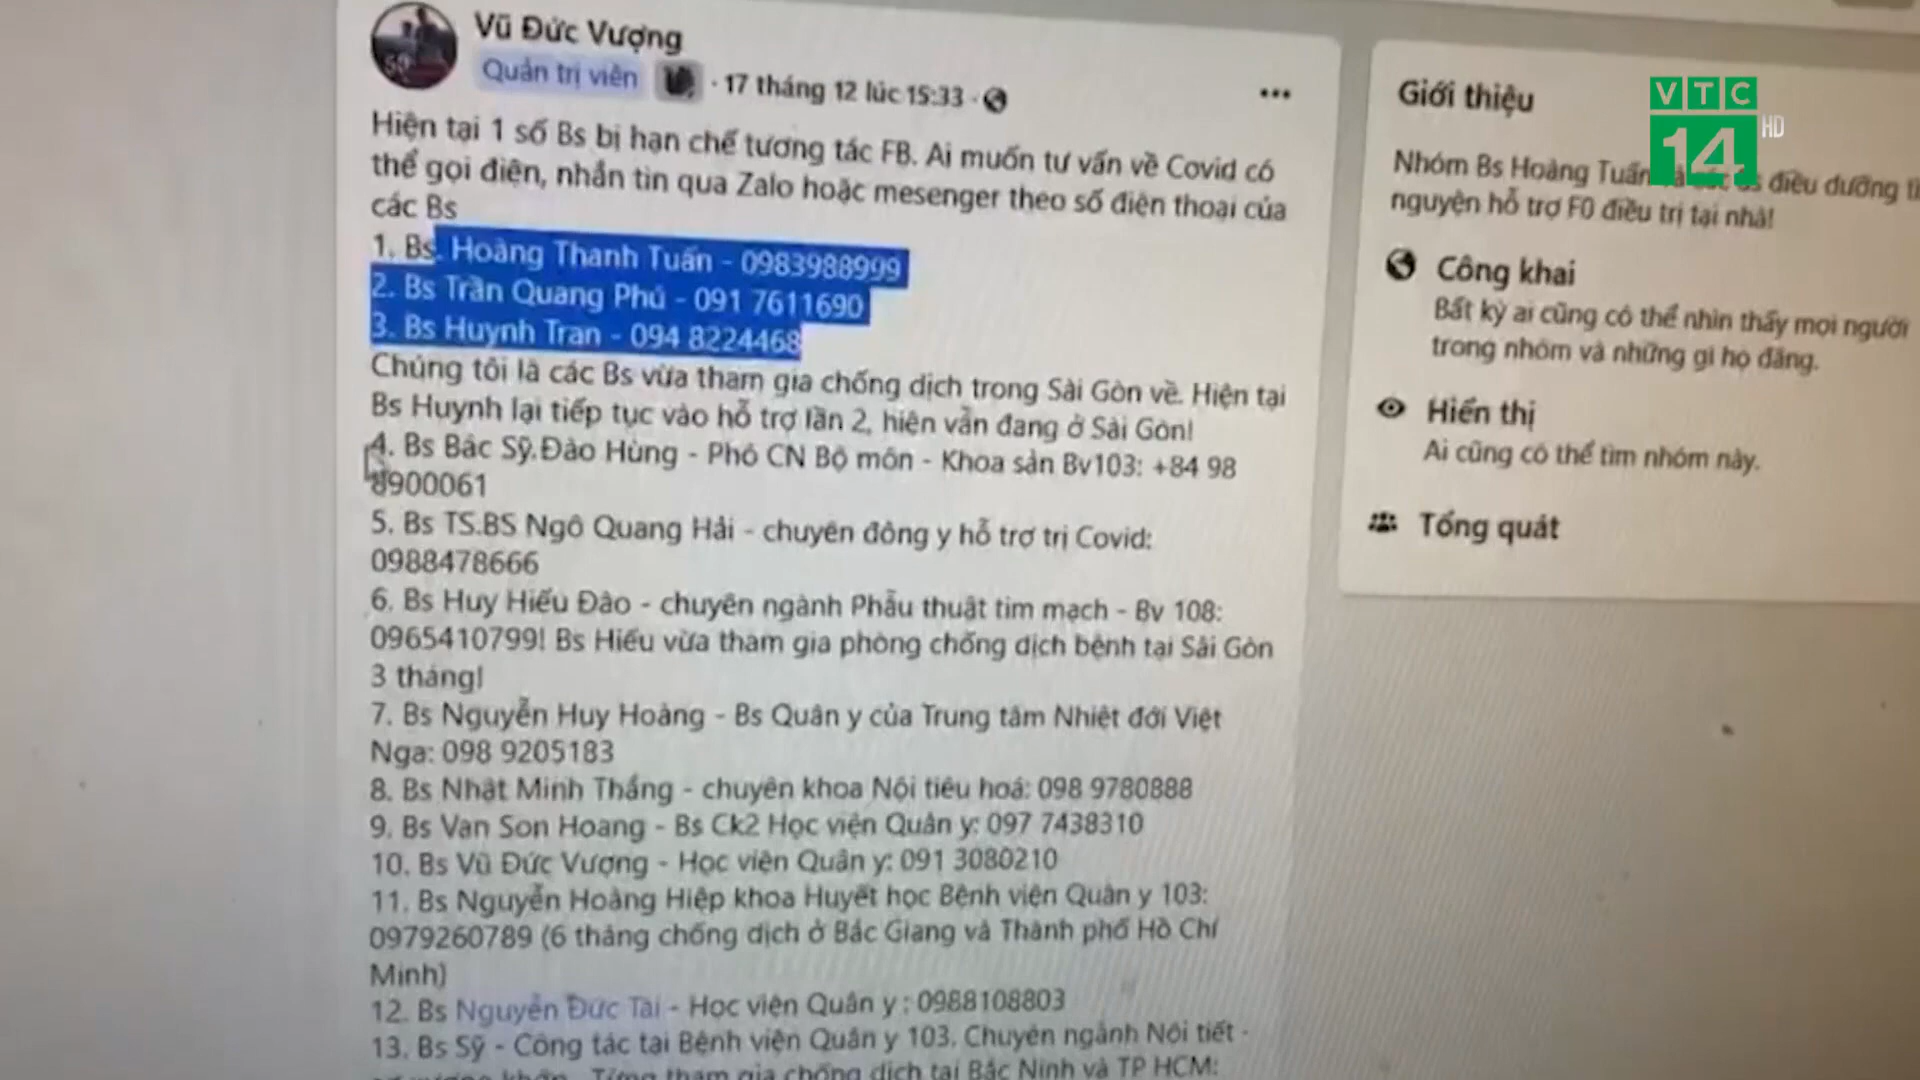 Vũ Đức Vượng
Quản trị viên · 17 tháng 12 lúc 15:33 ·
Hiện tại 1 số Bs bị hạn chế tương tác FB. Ai muốn tư vấn về Covid có
thể gọi điện, nhắn tin qua Zalo hoặc mesenger theo số điện thoại của
các Bs
1. Bs. Hoàng Thanh Tuấn - 0983988999
2. Bs Trần Quang Phú - 091 7611690
3. Bs Huynh Tran - 094 8224468
Chúng tôi là các Bs vừa tham gia chống dịch trong Sài Gòn về. Hiện tại
Bs Huynh lại tiếp tục vào hỗ trợ lần 2, hiện vẫn đang ở Sài Gòn!
4. Bs Bác Sỹ.Đào Hùng - Phó CN Bộ môn - Khoa sản Bv103: +84 98
8900061
5. Bs TS.BS Ngô Quang Hải - chuyên đông y hỗ trợ trị Covid:
0988478666
6. Bs Huy Hiếu Đào - chuyên ngành Phẫu thuật tim mạch - Bv 108:
0965410799! Bs Hiếu vừa tham gia phòng chống dịch bệnh tại Sài Gòn
3 tháng!
7. Bs Nguyễn Huy Hoàng - Bs Quân y của Trung tâm Nhiệt đới Việt
Nga: 098 9205183
8. Bs Nhật Minh Thắng - chuyên khoa Nội tiêu hoá: 098 9780888
9. Bs Van Son Hoang - Bs Ck2 Học viện Quân y: 097 7438310
10. Bs Vũ Đức Vượng - Học viện Quân y: 091 3080210
11. Bs Nguyễn Hoàng Hiệp khoa Huyết học Bệnh viện Quân y 103:
0979260789 (6 tháng chống dịch ở Bắc Giang và Thành phố Hồ Chí
Minh)
12. Bs Nguyễn Đức Tài - Học viện Quân y : 0988108803
13. Bs Sỹ - Công tác tại Bệnh viện Quân y 103. Chuyên ngành Nội tiết -
khớp. Từng tham gia chống dịch tại Bắc Ninh và TP HCM:
Giới thiệu
Nhóm Bs Hoàng Tuấn điều dưỡng
nguyện hỗ trợ F0 điều trị tại nhà!
Công khai
Bất kỳ ai cũng có thể nhìn thấy mọi người
trong nhóm và những gì họ đăng.
Hiển thị
Ai cũng có thể tìm nhóm này.
Tổng quát
VTC
14 HD